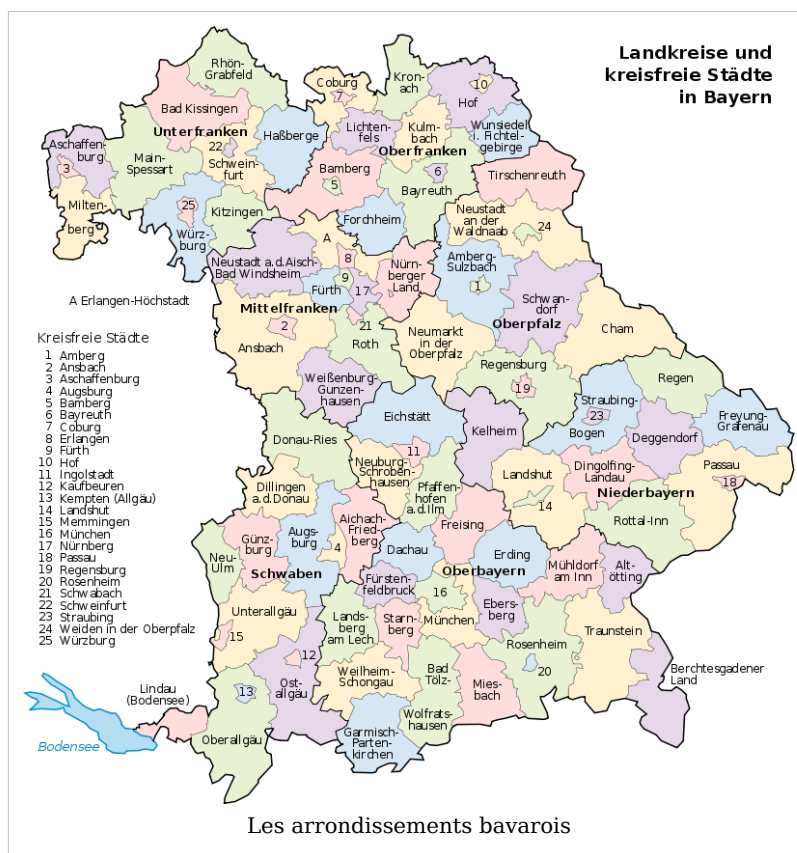 Landkreise und
kreisfreie Städte
in Bayern
Rhön-
Grabfeld
Coburg
7
Kron-
ach
10
Hof
Bad Kissingen
Unterfranken
22
Haßberge
Lichten-
fels
Kulm-
bach
Oberfranken
Wunsiedel
i. Fichtel-
gebirge
Aschaffen-
burg
3
Main-
Spessart
Schwein-
furt
Bamberg
5
6
Bayreuth
Tirschenreuth
Milten-
berg
25
Würz-
burg
Kitzingen
Forchheim
Neustadt
an der
Waldnaab
24
A
8
Neustadt a.d.Aisch-
Bad Windsheim
9
Fürth
17
Nürn-
berger
Land
Amberg-
Sulzbach
1
Schwan-
dorf
Oberpfalz
A Erlangen-Höchstadt
Mittelfranken
2
Ansbach
21
Roth
Neumarkt
in der
Oberpfalz
Cham
Kreisfreie Städte
1 Amberg
2 Ansbach
3 Aschaffenburg
4 Augsburg
5 Bamberg
6 Bayreuth
7 Coburg
8 Erlangen
9 Fürth
10 Hof
11 Ingolstadt
12 Kaufbeuren
13 Kempten (Allgäu)
14 Landshut
15 Memmingen
16 München
17 Nürnberg
18 Passau
19 Regensburg
20 Rosenheim
21 Schwabach
22 Schweinfurt
23 Straubing
24 Weiden in der Oberpfalz
25 Würzburg
Weißenburg-
Gunzen-
hausen
Regensburg
19
Regen
Straubing-
23
Bogen
Eichstätt
Kelheim
Deggendorf
Freyung-
Grafenau
Donau-Ries
11
Neuburg-
Schroben-
hausen
Landshut
14
Dingolfing-
Landau
Niederbayern
Passau
18
Dillingen
a.d.Donau
Pfaffen-
hofen
a.d.Ilm
Rottal-Inn
Günz-
burg
Augs-
burg
4
Aichach-
Fried-
berg
Freising
Dachau
Erding
Neu-
Ulm
Schwaben
Oberbayern
Mühldorf
am Inn
Alt-
ötting
Fürsten-
feldbruck
16
Ebers-
berg
Unterallgäu
15
Lands-
berg
am Lech
Starn-
berg
München
Rosenheim
20
Traunstein
12
Ost-
allgäu
Weilheim-
Schongau
Bad
Tölz-
Wolfrats-
hausen
Mies-
bach
Berchtesgadener
Land
Lindau
(Bodensee)
13
Oberallgäu
Garmisch-
Parten-
kirchen
Bodensee
Les arrondissements bavarois